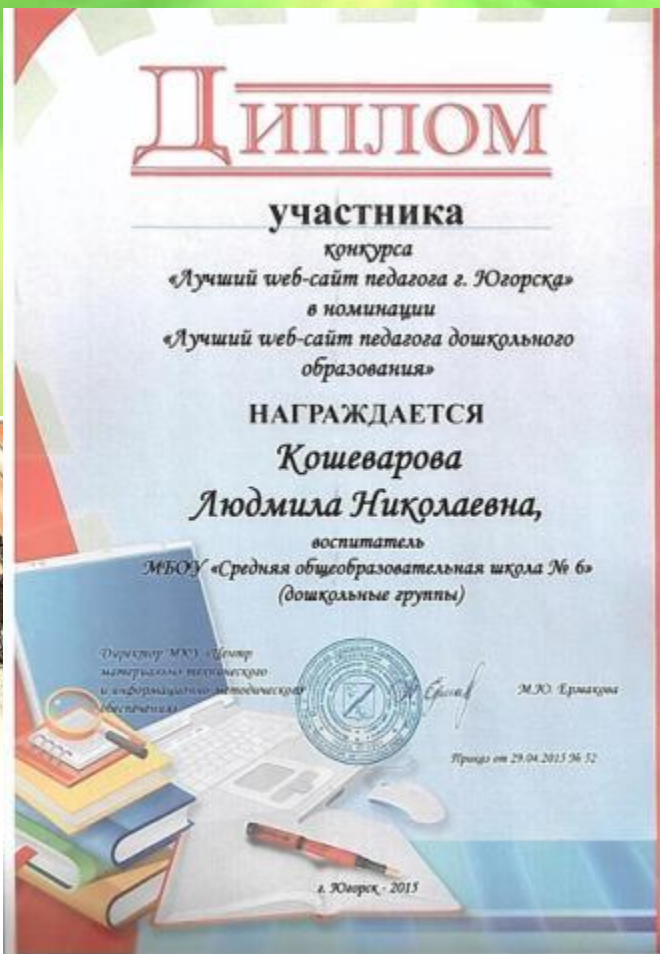 Диплом
участника
конкурса
«Лучший web-сайт педагога г. Югорска»
в номинации
«Лучший web-сайт педагога дошкольного
образования»
НАГРАЖДАЕТСЯ
Кошеварова
Людмила Николаевна,
воспитатель
МБОУ «Средняя общеобразовательная школа № 6»
(дошкольные группы)
Директор МКУ «Центр
материально-технического
и информационно-методического
обеспечения»
М.Ю. Ермакова
Приказ от 29.04.2015 № 52
г. Югорск - 2015